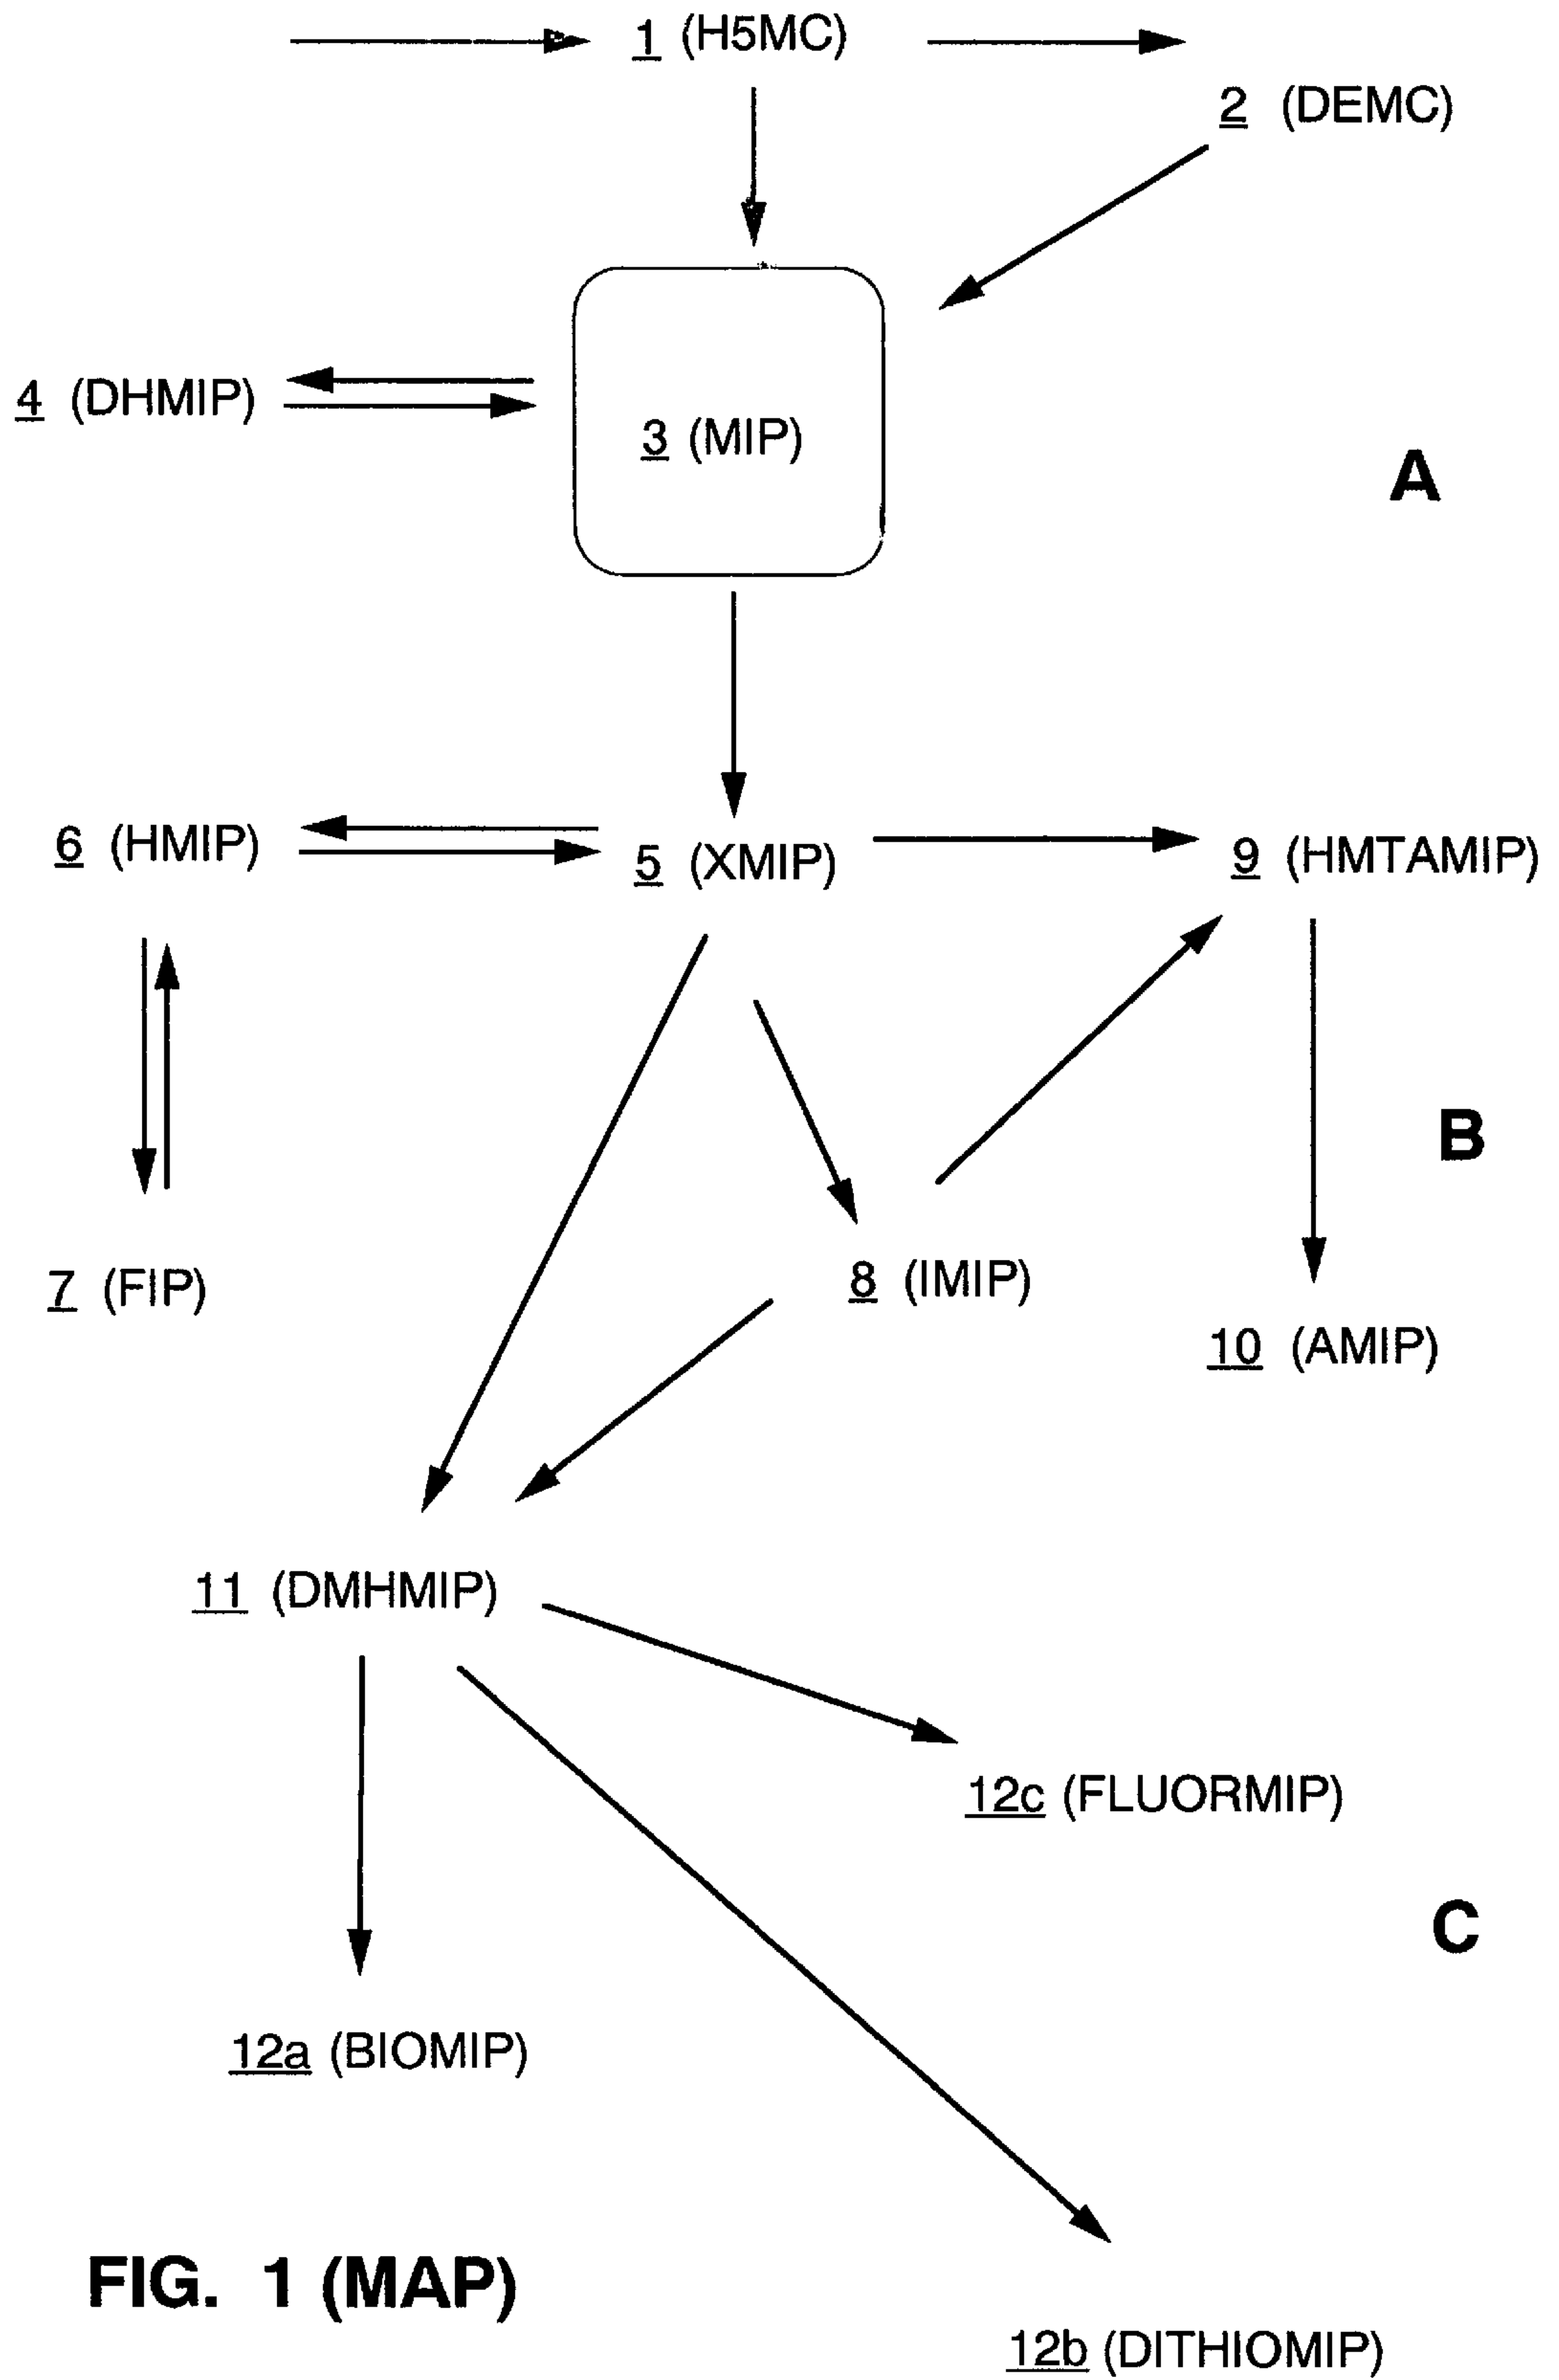 1 (H5MC)
2 (DEMC)
4 (DHMIP)
3 (MIP)
A
6 (HMIP)
5 (XMIP)
9 (HMTAMIP)
B
7 (FIP)
8 (IMIP)
10 (AMIP)
11 (DMHMIP)
12c (FLUORMIP)
C
12a (BIOMIP)
FIG. 1 (MAP)
12b (DITHIOMIP)